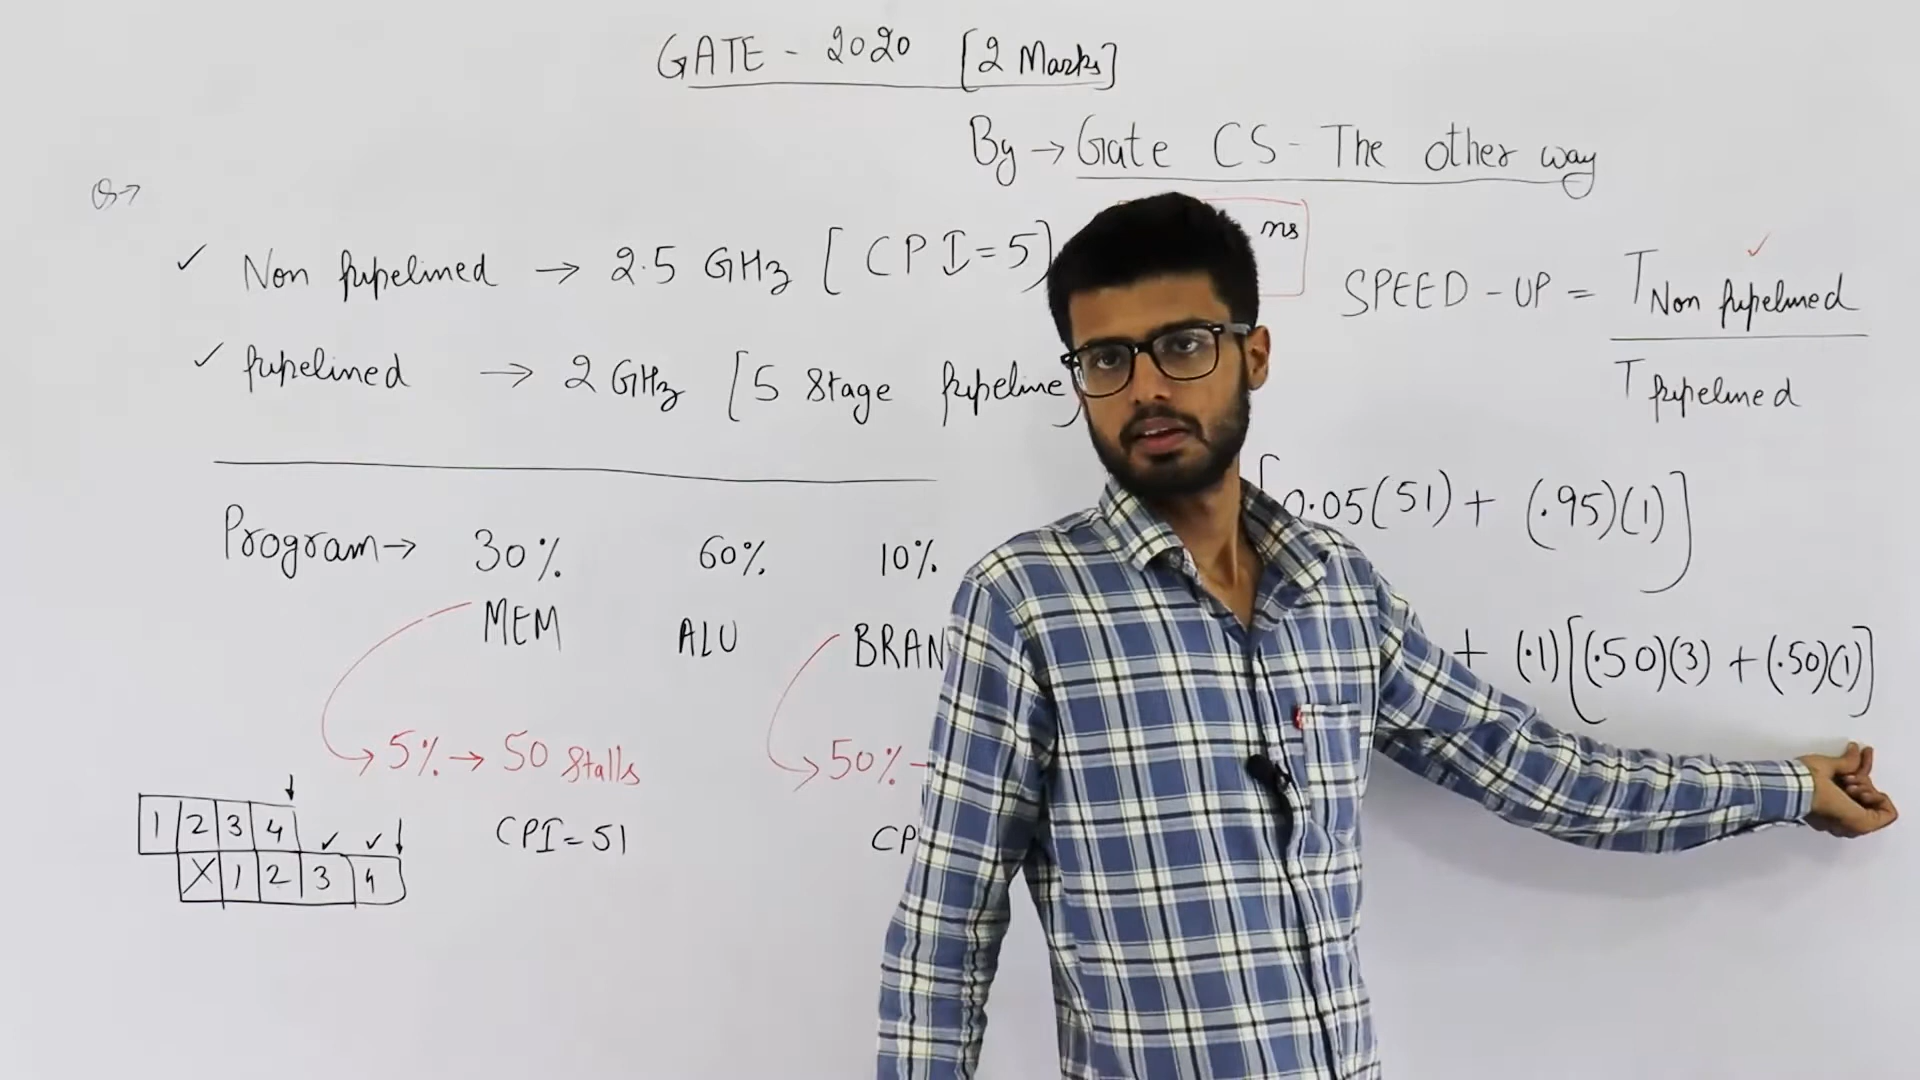 GATE - 2020 [2 Marks]
By → Gate CS - The other way
Q→
✓ Non pipelined → 2.5 GHz [CPI=5]
ns
SPEED-UP = T Non pipelined
T pipelined
✓ pipelined → 2 GHz [5 Stage pipeline]
0.05(51) + (.95)(1)]
Program → 30% 60% 10%
MEM ALU BRAN
+ (.1)[(.50)(3) + (.50)(1)]
→ 5% → 50 Stalls
→ 50% -
CPI=51
CP
1 2 3 4
X 1 2 3 4